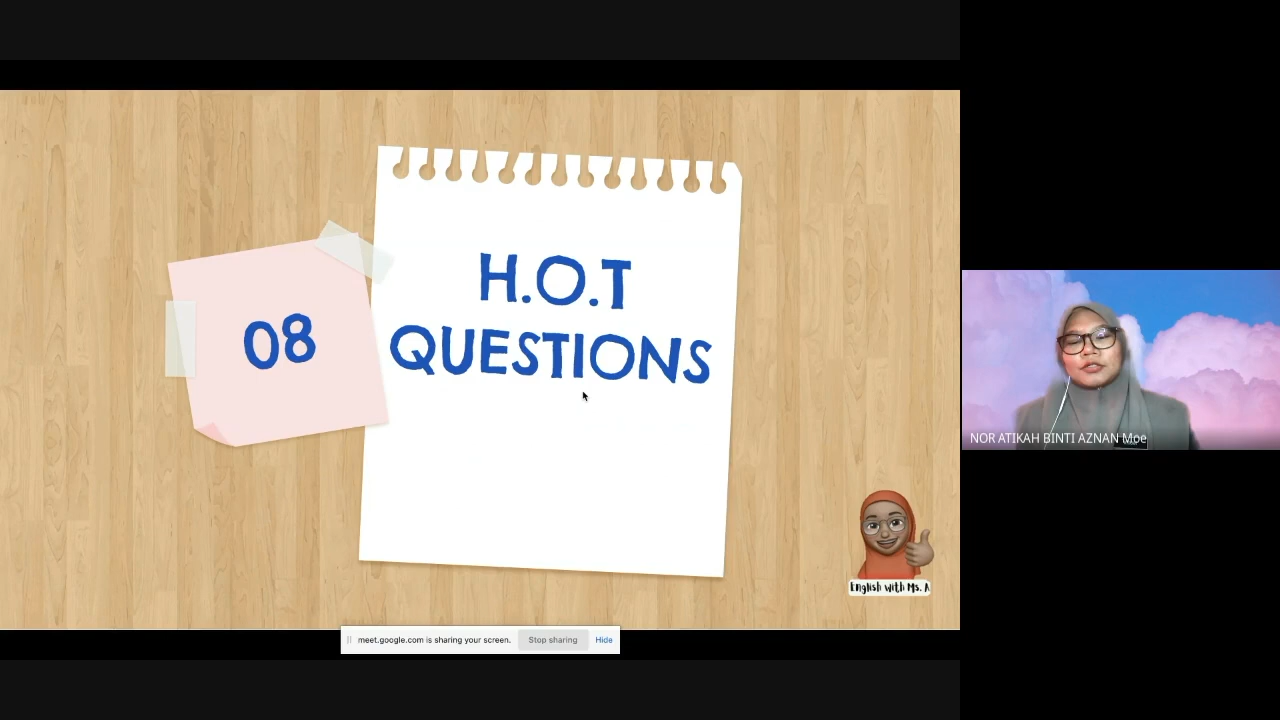 08
H.O.T
QUESTIONS
English with Ms. A
meet.google.com is sharing your screen.
Stop sharing
Hide
NOR ATIKAH BINTI AZNAN Moe